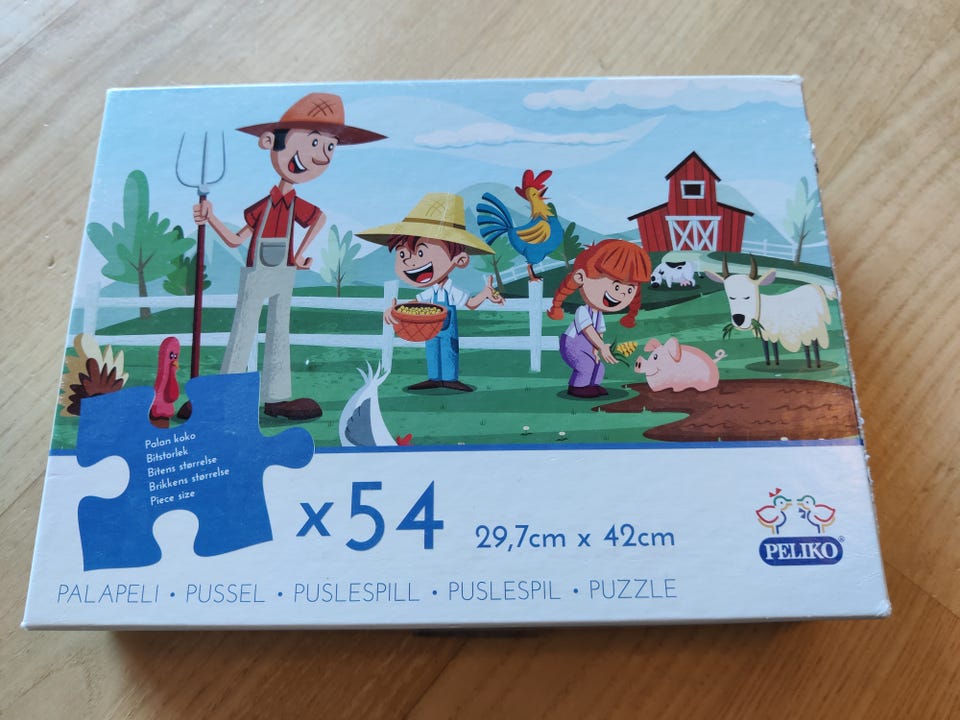 Palan koko
Bitstorlek
Bitens størrelse
Brikkens størrelse
Piece size
x54
29,7cm x 42cm
PELIKO®
PALAPELI • PUSSEL • PUSLESPILL • PUSLESPIL • PUZZLE